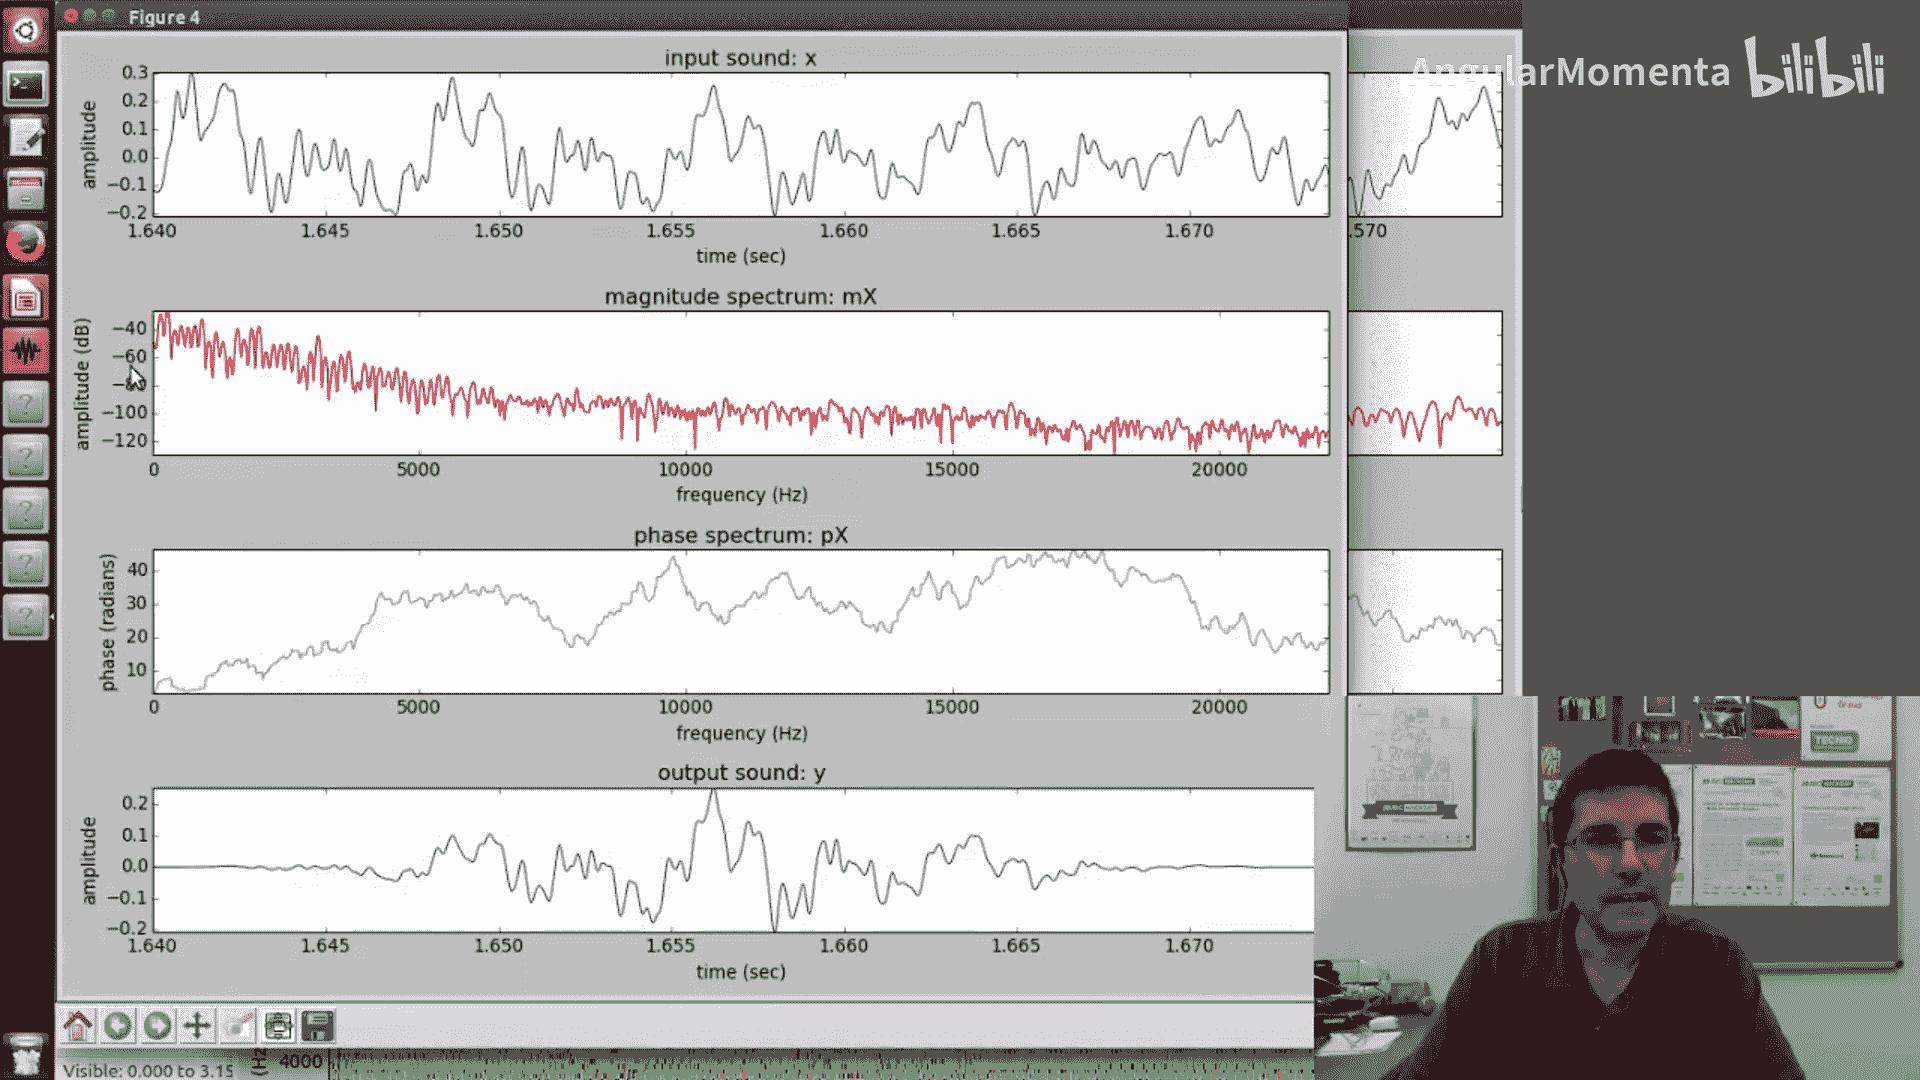 Figure 4
AngularMomenta bilibili
input sound: x
amplitude
0.3
0.2
0.1
0.0
−0.1
−0.2
1.640 1.645 1.650 1.655 1.660 1.665 1.670
.570
time (sec)
magnitude spectrum: mX
amplitude (dB)
−40
−60
−100
−120
0 5000 10000 15000 20000
frequency (Hz)
phase spectrum: pX
phase (radians)
40
30
20
10
0 5000 10000 15000 20000
frequency (Hz)
TECNIO
output sound: y
amplitude
0.2
0.1
0.0
−0.1
−0.2
1.640 1.645 1.650 1.655 1.660 1.665 1.670
time (sec)
(Hz
4000
Visible: 0.000 to 3.15